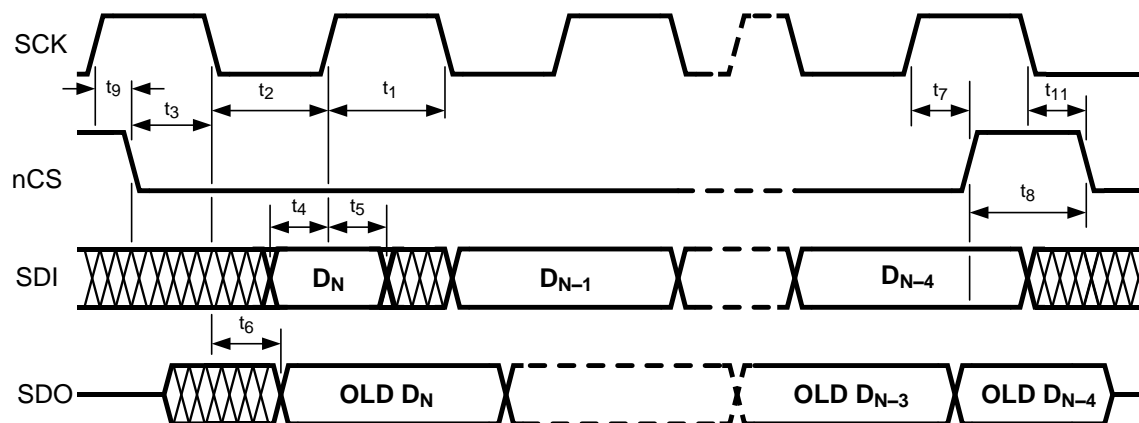 SCK
t9
t3
t2
t1
t7
t11
nCS
t8
t4
t5
SDI
DN
DN–1
DN–4
t6
SDO
OLD DN
OLD DN–3
OLD DN–4